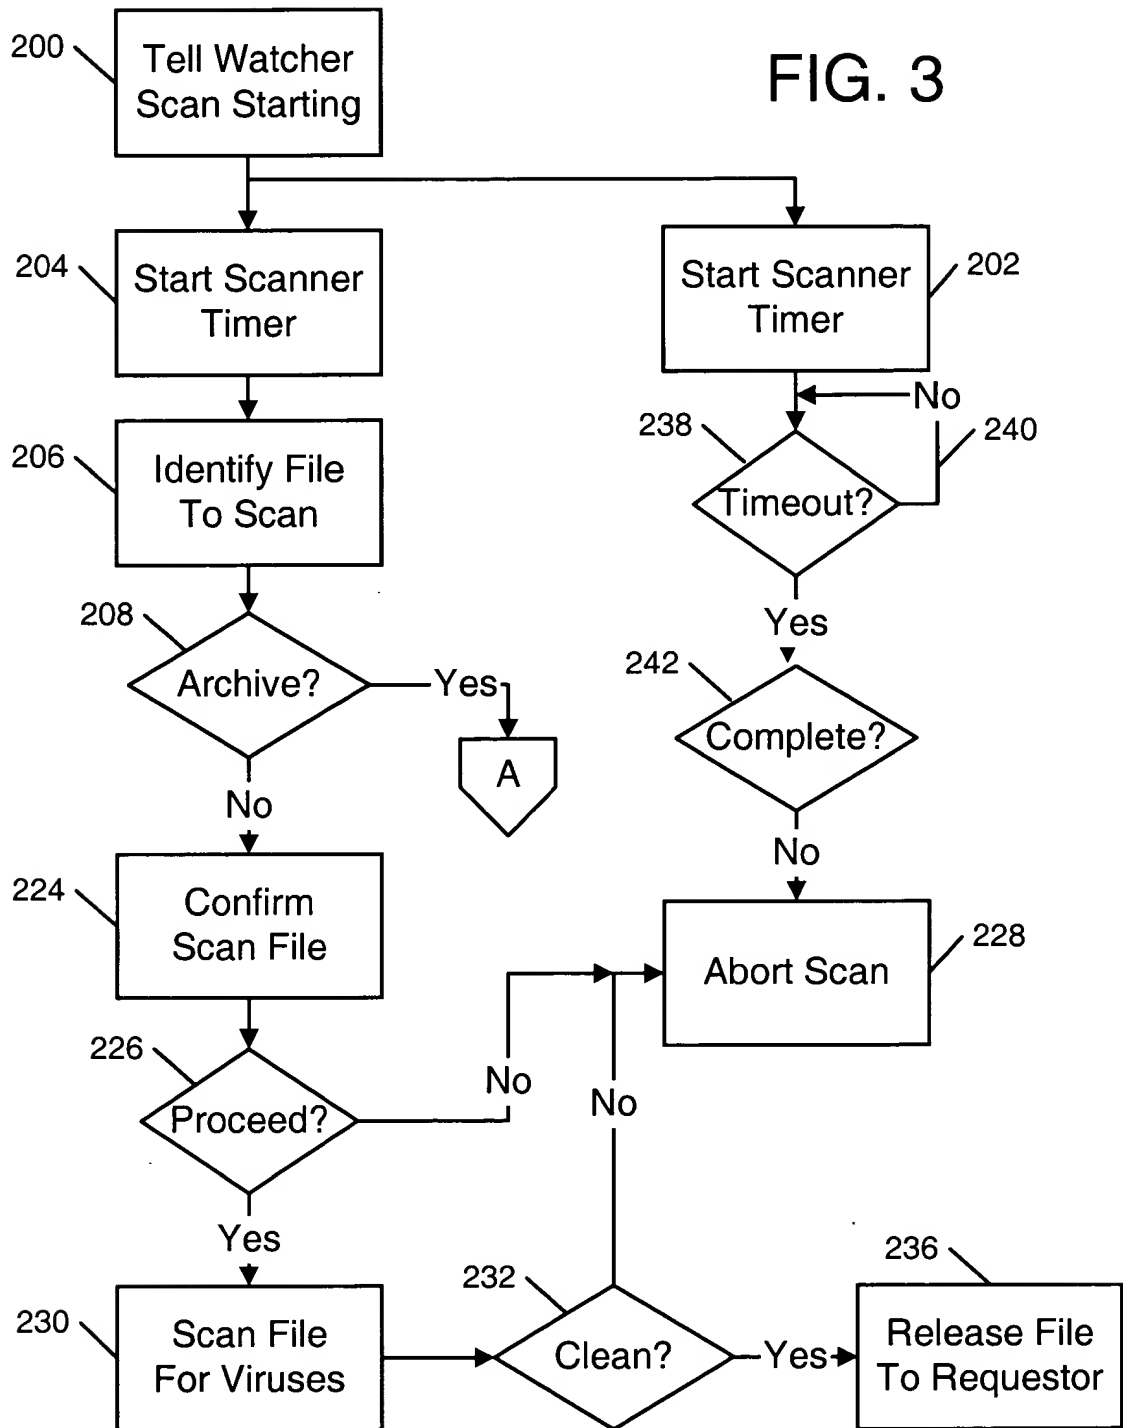 200
Tell Watcher
Scan Starting
FIG. 3
204
Start Scanner
Timer
Start Scanner
Timer
202
No
206
Identify File
To Scan
238
Timeout?
240
Yes
208
Archive?
Yes
A
242
Complete?
No
No
224
Confirm
Scan File
Abort Scan
228
226
Proceed?
No
No
Yes
230
Scan File
For Viruses
232
Clean?
Yes
236
Release File
To Requestor